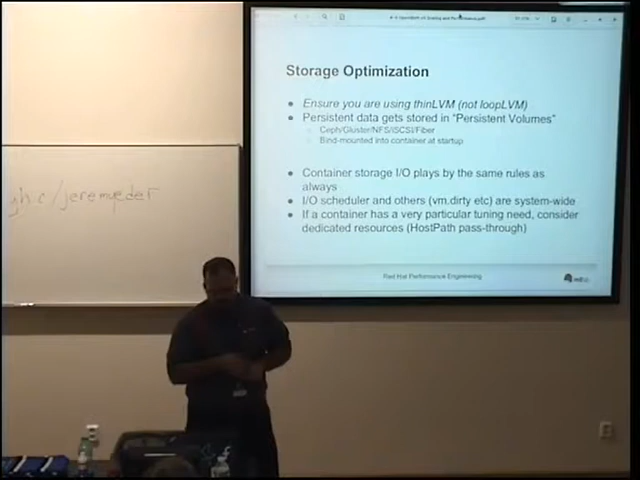 Storage Optimization
● Ensure you are using thinLVM (not loopLVM)
● Persistent data gets stored in "Persistent Volumes"
○ Ceph/Gluster/NFS/iSCSI/Fiber
○ Bind-mounted into container at startup
● Container storage I/O plays by the same rules as
always
● I/O scheduler and others (vm.dirty etc) are system-wide
● If a container has a very particular tuning need, consider
dedicated resources (HostPath pass-through)
Red Hat Performance Engineering
/jeremyeder